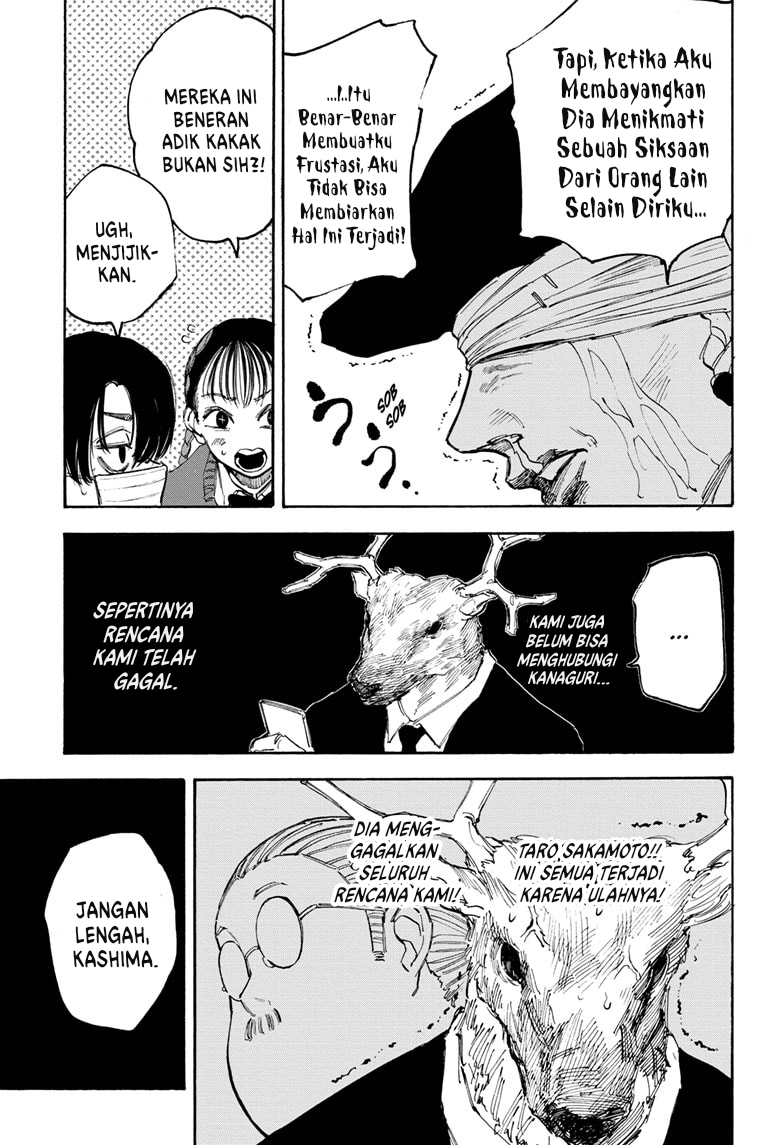 Tapi, Ketika Aku
Membayangkan
Dia Menikmati
Sebuah Siksaan
Dari Orang Lain
Selain Diriku...
...I..Itu
Benar-Benar
Membuatku
Frustasi, Aku
Tidak Bisa
Membiarkan
Hal Ini Terjadi!
SOB
SOB
ぐ
ぐ
MEREKA INI
BENERAN
ADIK KAKAK
BUKAN SIH?!
UGH,
MENJIJIK-
KAN.
...
KAMI JUGA
BELUM BISA
MENGHUBUNGI
KANAGURI...
SEPERTINYA
RENCANA
KAMI TELAH
GAGAL.
TARO SAKAMOTO!!
INI SEMUA TERJADI
KARENA ULAHNYA!
DIA MENG-
GAGALKAN
SELURUH
RENCANA KAMI!
JANGAN
LENGAH,
KASHIMA.